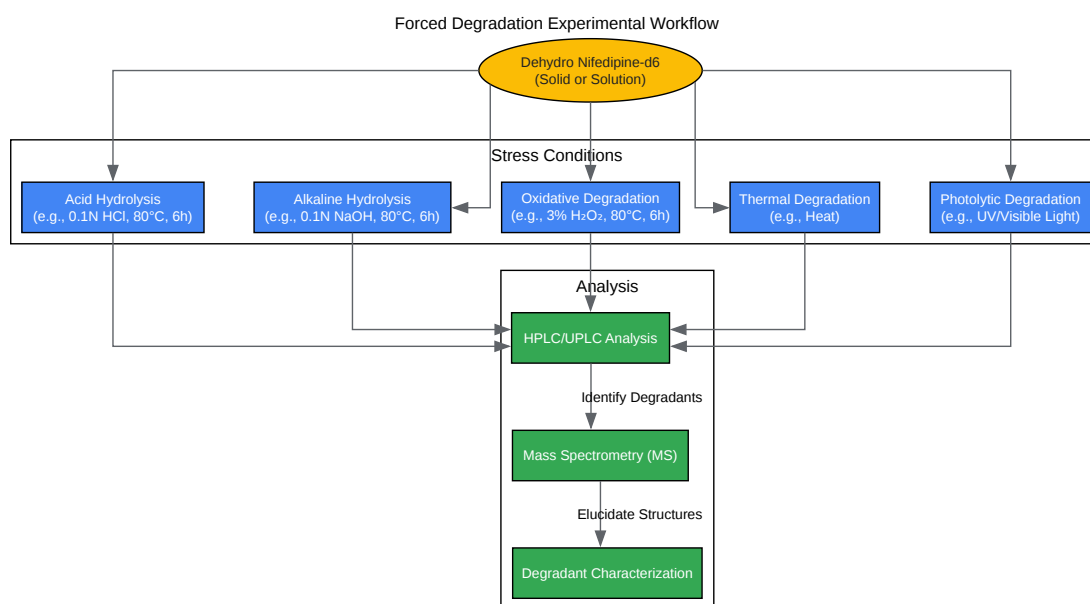 Forced Degradation Experimental Workflow
Dehydro Nifedipine-d6
(Solid or Solution)
Stress Conditions
Acid Hydrolysis
(e.g., 0.1N HCl, 80°C, 6h)
Alkaline Hydrolysis
(e.g., 0.1N NaOH, 80°C, 6h)
Oxidative Degradation
(e.g., 3% H₂O₂, 80°C, 6h)
Thermal Degradation
(e.g., Heat)
Photolytic Degradation
(e.g., UV/Visible Light)
Analysis
HPLC/UPLC Analysis
Identify Degradants
Mass Spectrometry (MS)
Elucidate Structures
Degradant Characterization